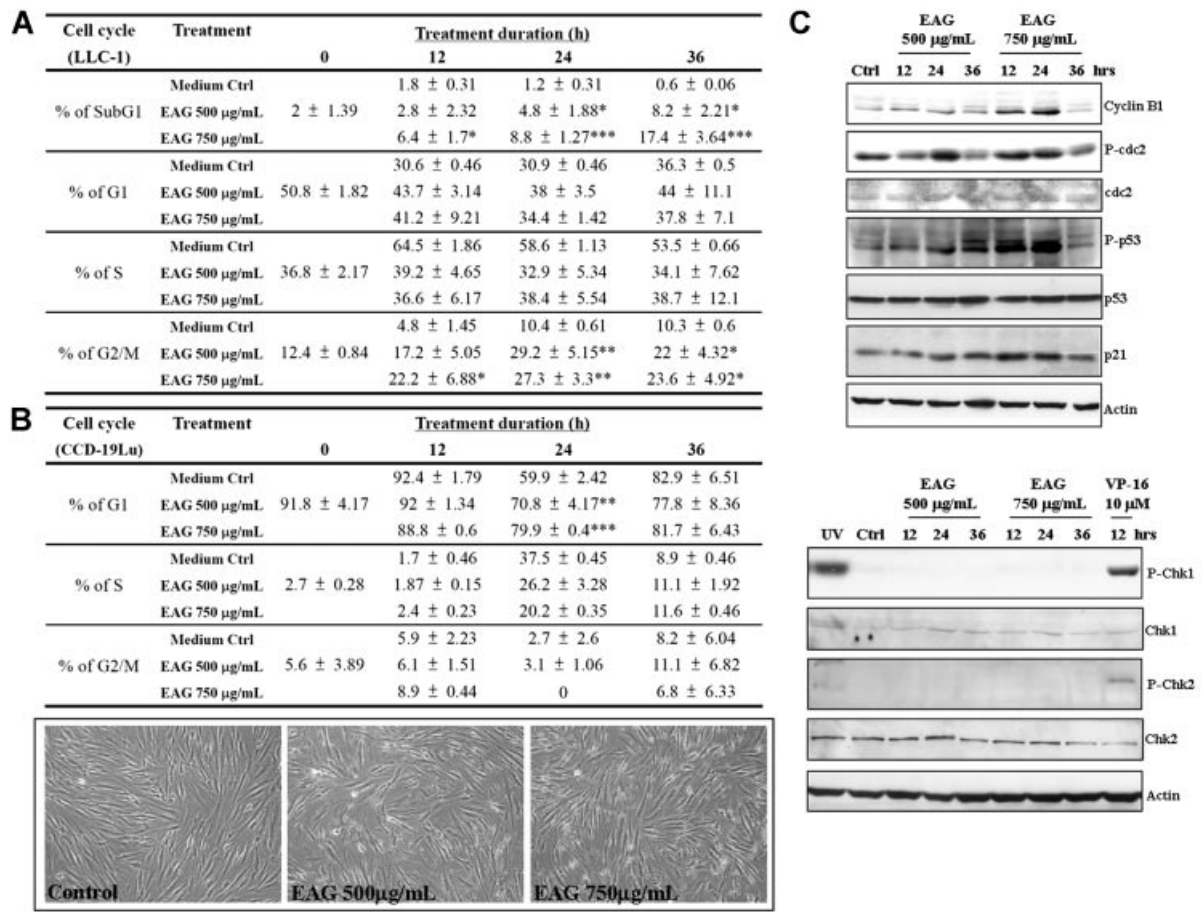 A
Cell cycle Treatment Treatment duration (h)
(LLC-1) 0 12 24 36
Medium Ctrl 1.8 ± 0.31 1.2 ± 0.31 0.6 ± 0.06
% of SubG1 EAG 500 µg/mL 2 ± 1.39 2.8 ± 2.32 4.8 ± 1.88* 8.2 ± 2.21*
EAG 750 µg/mL 6.4 ± 1.7* 8.8 ± 1.27*** 17.4 ± 3.64***
Medium Ctrl 30.6 ± 0.46 30.9 ± 0.46 36.3 ± 0.5
% of G1 EAG 500 µg/mL 50.8 ± 1.82 43.7 ± 3.14 38 ± 3.5 44 ± 11.1
EAG 750 µg/mL 41.2 ± 9.21 34.4 ± 1.42 37.8 ± 7.1
Medium Ctrl 64.5 ± 1.86 58.6 ± 1.13 53.5 ± 0.66
% of S EAG 500 µg/mL 36.8 ± 2.17 39.2 ± 4.65 32.9 ± 5.34 34.1 ± 7.62
EAG 750 µg/mL 36.6 ± 6.17 38.4 ± 5.54 38.7 ± 12.1
Medium Ctrl 4.8 ± 1.45 10.4 ± 0.61 10.3 ± 0.6
% of G2/M EAG 500 µg/mL 12.4 ± 0.84 17.2 ± 5.05 29.2 ± 5.15** 22 ± 4.32*
EAG 750 µg/mL 22.2 ± 6.88* 27.3 ± 3.3** 23.6 ± 4.92*
B
Cell cycle Treatment Treatment duration (h)
(CCD-19Lu) 0 12 24 36
Medium Ctrl 92.4 ± 1.79 59.9 ± 2.42 82.9 ± 6.51
% of G1 EAG 500 µg/mL 91.8 ± 4.17 92 ± 1.34 70.8 ± 4.17** 77.8 ± 8.36
EAG 750 µg/mL 88.8 ± 0.6 79.9 ± 0.4*** 81.7 ± 6.43
Medium Ctrl 1.7 ± 0.46 37.5 ± 0.45 8.9 ± 0.46
% of S EAG 500 µg/mL 2.7 ± 0.28 1.87 ± 0.15 26.2 ± 3.28 11.1 ± 1.92
EAG 750 µg/mL 2.4 ± 0.23 20.2 ± 0.35 11.6 ± 0.46
Medium Ctrl 5.9 ± 2.23 2.7 ± 2.6 8.2 ± 6.04
% of G2/M EAG 500 µg/mL 5.6 ± 3.89 6.1 ± 1.51 3.1 ± 1.06 11.1 ± 6.82
EAG 750 µg/mL 8.9 ± 0.44 0 6.8 ± 6.33
Control EAG 500µg/mL EAG 750µg/mL
C
EAG EAG
500 µg/mL 750 µg/mL
Ctrl 12 24 36 12 24 36 hrs
Cyclin B1
P-cdc2
cdc2
P-p53
p53
p21
Actin
EAG EAG VP-16
500 µg/mL 750 µg/mL 10 µM
UV Ctrl 12 24 36 12 24 36 12 hrs
P-Chk1
Chk1
P-Chk2
Chk2
Actin